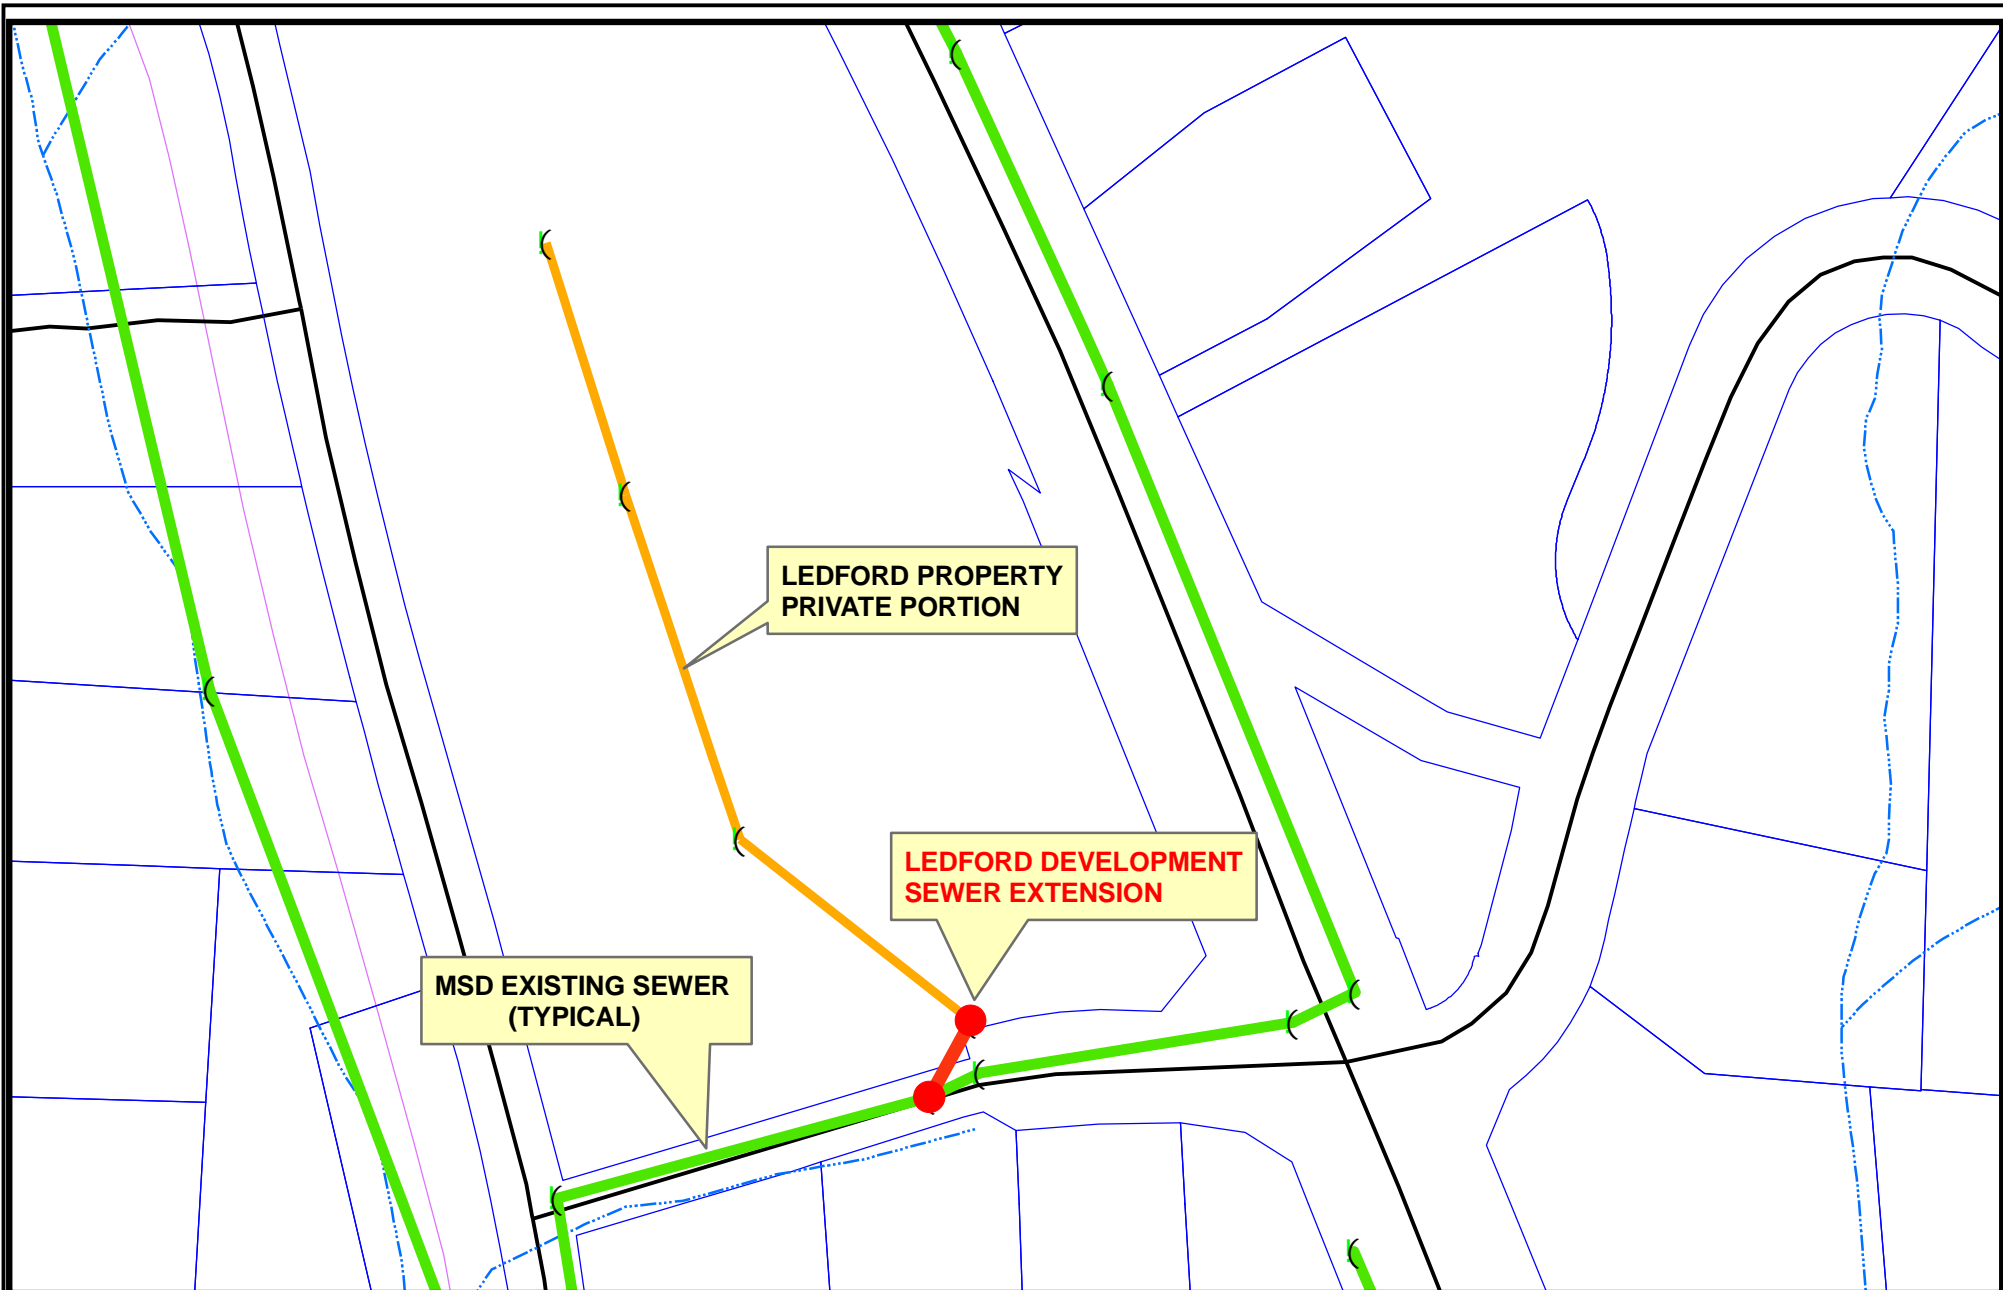 LEDFORD PROPERTY
PRIVATE PORTION
LEDFORD DEVELOPMENT
SEWER EXTENSION
MSD EXISTING SEWER
(TYPICAL)